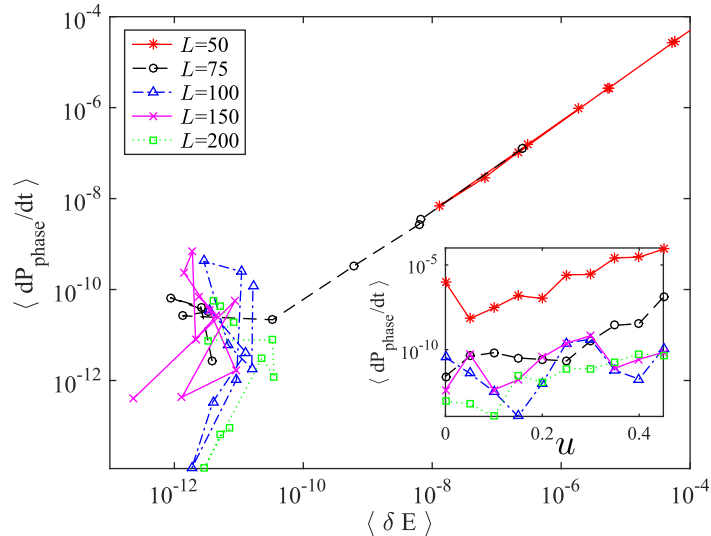 10^-4
10^-6
10^-8
10^-10
10^-12
⟨ dP_phase/dt ⟩
L=50
L=75
L=100
L=150
L=200
10^-5
10^-10
⟨ dP_phase/dt ⟩
0 0.2 0.4
u
10^-12 10^-10 10^-8 10^-6 10^-4
⟨ δ E ⟩